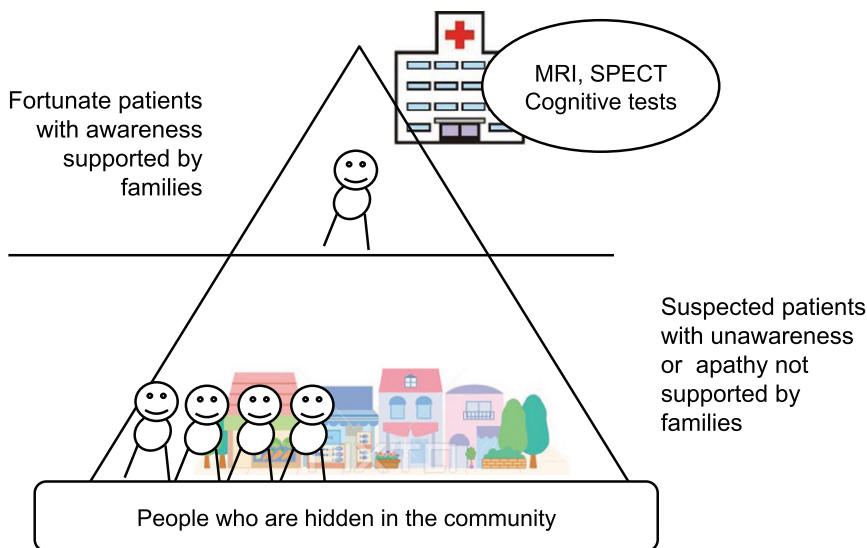 MRI, SPECT
Cognitive tests
Fortunate patients
with awareness
supported by
families
Suspected patients
with unawareness
or apathy not
supported by
families
People who are hidden in the community